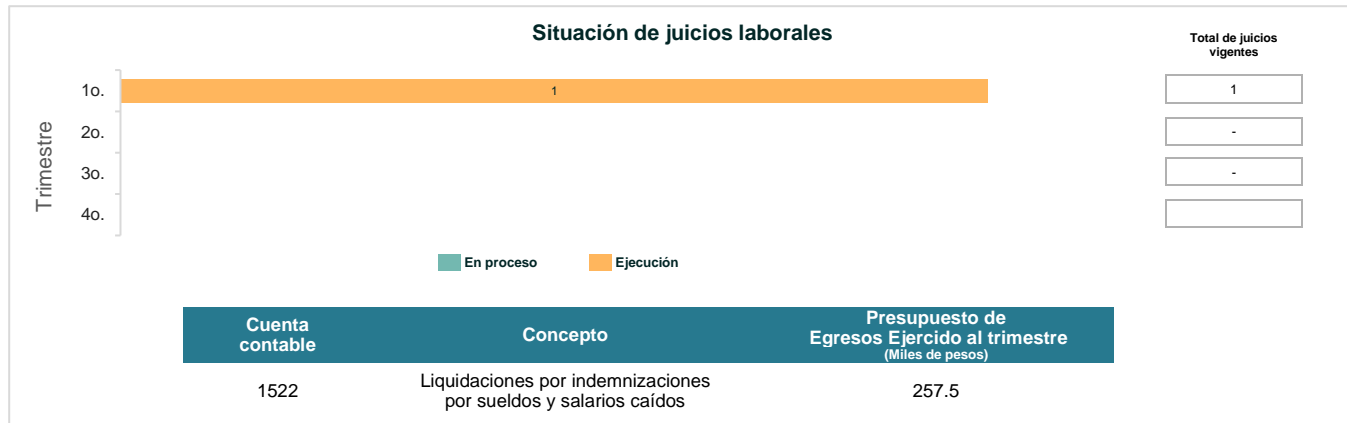 Situación de juicios laborales
Total de juicios
vigentes
Trimestre
1o.
1
1
2o.
-
3o.
-
4o.
En proceso
Ejecución
Cuenta
contable
Concepto
Presupuesto de
Egresos Ejercido al trimestre
(Miles de pesos)
1522
Liquidaciones por indemnizaciones
por sueldos y salarios caídos
257.5